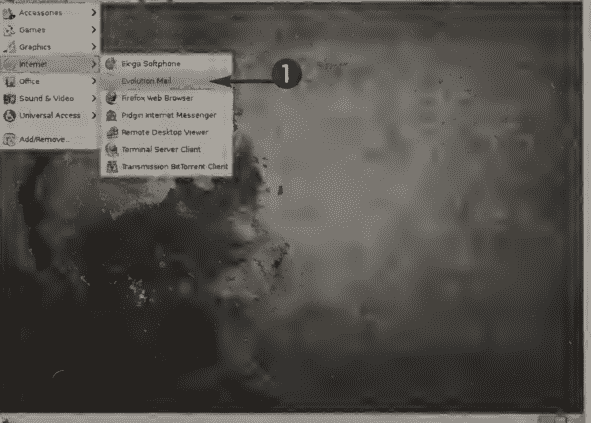 Accessories
Games
Graphics
Internet
Office
Sound & Video
Universal Access
Add/Remove...
Ekiga Softphone
Evolution Mail
Firefox Web Browser
Pidgin Internet Messenger
Remote Desktop Viewer
Terminal Server Client
Transmission BitTorrent Client
1